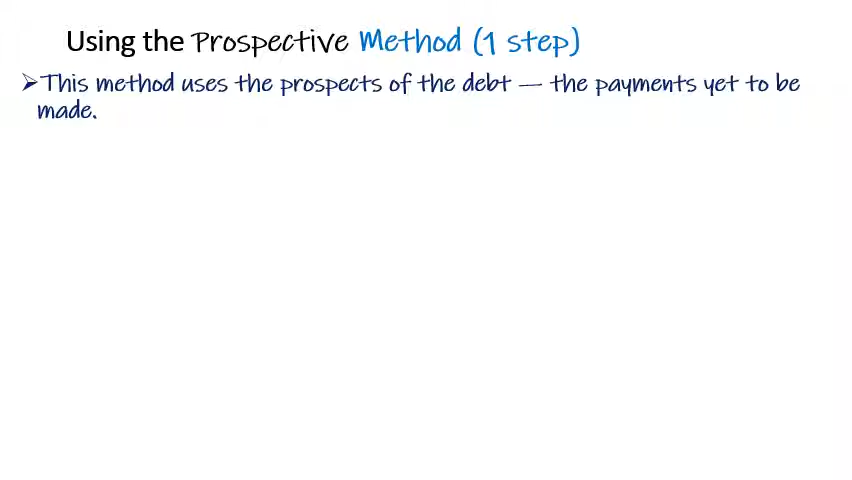 Using the Prospective Method (1 step)
➢This method uses the prospects of the debt — the payments yet to be
made.